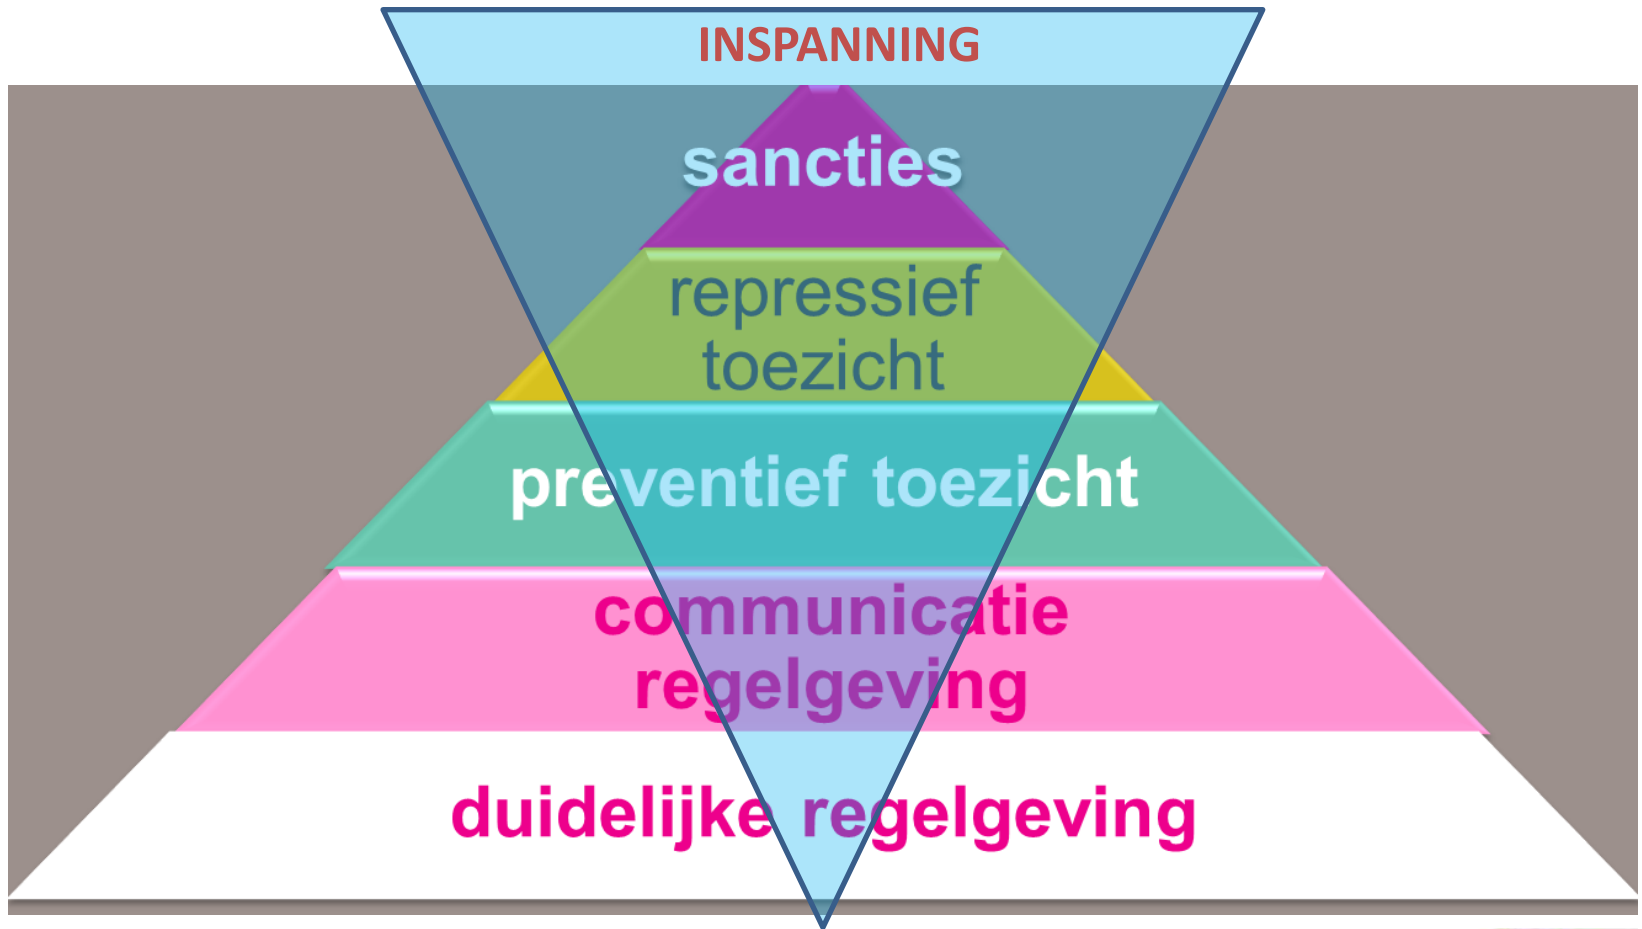 INSPANNING
sancties
repressief
toezicht
preventief toezicht
communicatie
regelgeving
duidelijke regelgeving